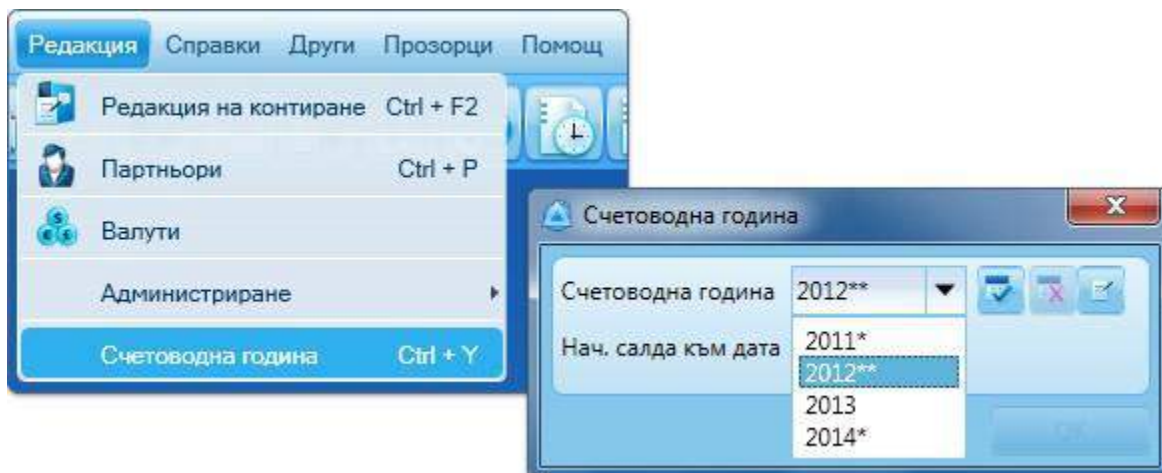 Редакция Справки Други Прозорци Помощ
Редакция на контиране Ctrl + F2
Партньори Ctrl + P
Валути
Администриране
Счетоводна година Ctrl + Y
Счетоводна година
Счетоводна година 2012**
Нач. салда към дата
2011*
2012**
2013
2014*
OK